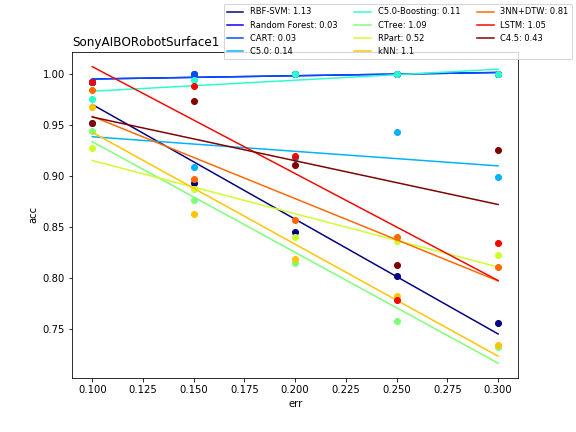 SonyAIBORobotSurface1
RBF-SVM: 1.13
Random Forest: 0.03
CART: 0.03
C5.0: 0.14
C5.0-Boosting: 0.11
CTree: 1.09
RPart: 0.52
kNN: 1.1
3NN+DTW: 0.81
LSTM: 1.05
C4.5: 0.43
1.00
0.95
0.90
0.85
0.80
0.75
acc
0.100 0.125 0.150 0.175 0.200 0.225 0.250 0.275 0.300
err